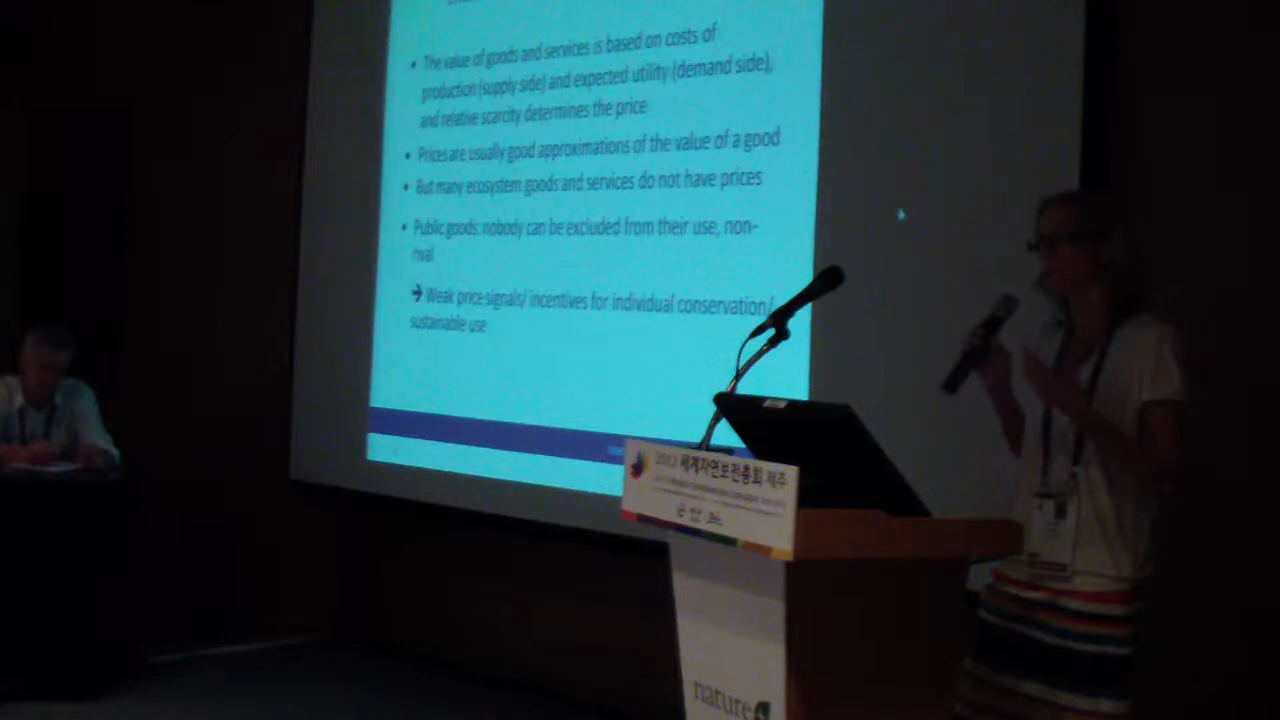 • The value of goods and services is based on costs of
production (supply side) and expected utility (demand side),
and relative scarcity determines the price
• Prices are usually good approximations of the value of a good
• But many ecosystem goods and services do not have prices
• Public goods: nobody can be excluded from their use, non-
rival
➔ Weak price signals/ incentives for individual conservation/
sustainable use
2012 세계자연보전총회 제주
nature+